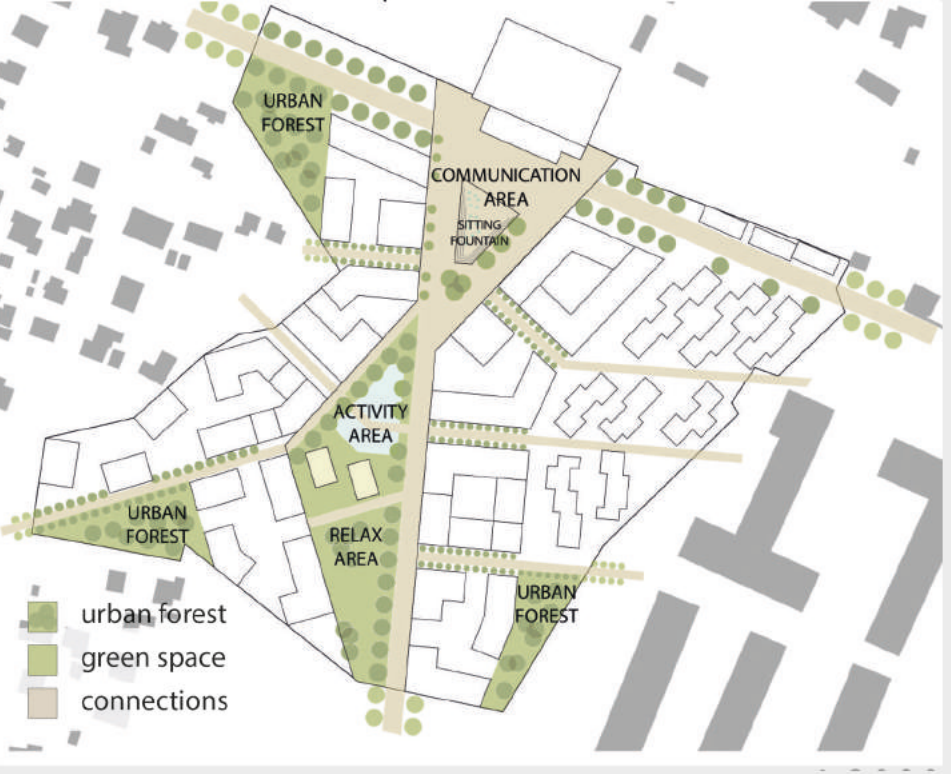 URBAN
FOREST
COMMUNICATION
AREA
SITTING
FOUNTAIN
ACTIVITY
AREA
URBAN
FOREST
RELAX
AREA
URBAN
FOREST
urban forest
green space
connections